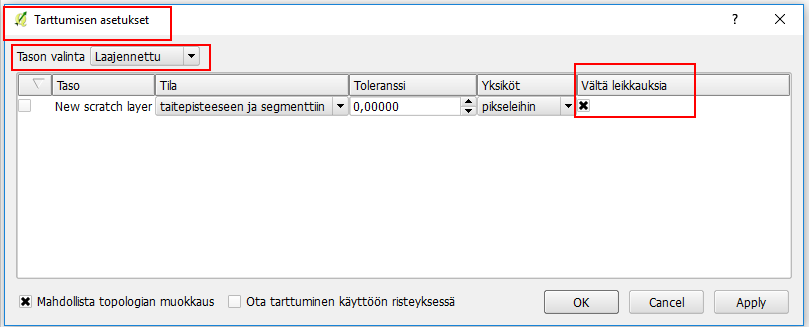 Tarttumisen asetukset
?
Tason valinta Laajennettu
Taso Tila Toleranssi Yksiköt Vältä leikkauksia
New scratch layer taitepisteeseen ja segmenttiin 0,00000 pikseleihin
Mahdollista topologian muokkaus Ota tarttuminen käyttöön risteyksessä OK Cancel Apply